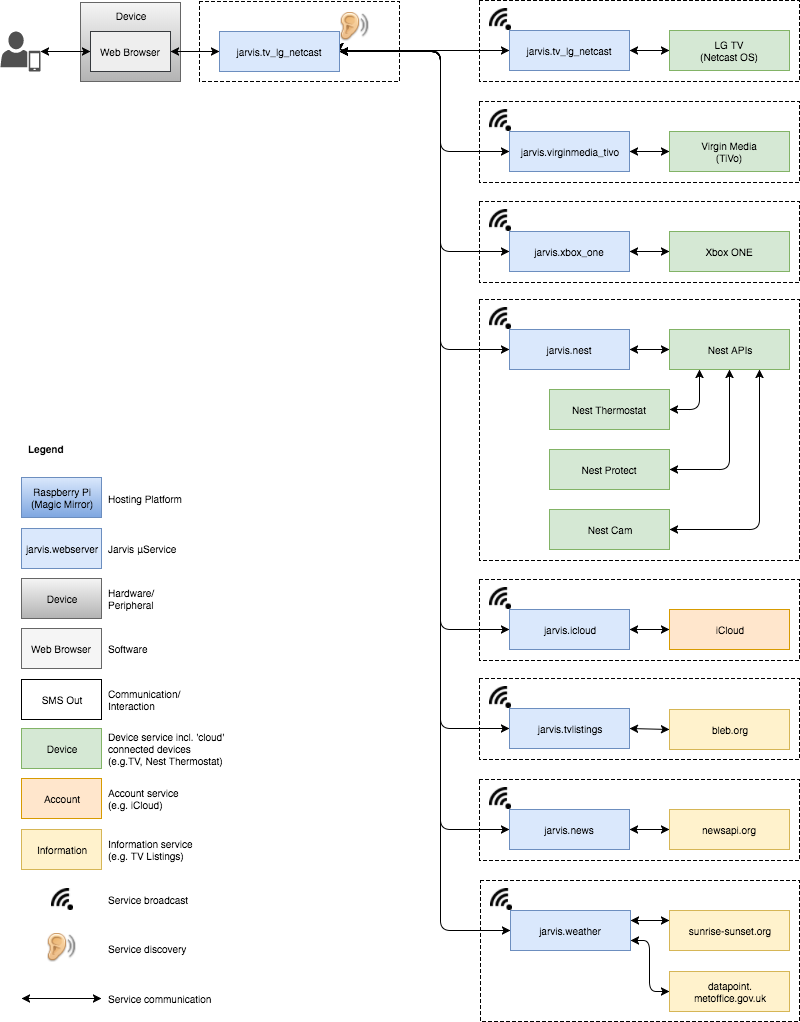 Device
Web Browser
jarvis.tv_lg_netcast
jarvis.tv_lg_netcast
LG TV
(Netcast OS)
jarvis.virginmedia_tivo
Virgin Media
(TiVo)
jarvis.xbox_one
Xbox ONE
jarvis.nest
Nest APIs
Nest Thermostat
Nest Protect
Nest Cam
jarvis.icloud
iCloud
jarvis.tvlistings
bleb.org
jarvis.news
newsapi.org
jarvis.weather
sunrise-sunset.org
datapoint.
metoffice.gov.uk
Legend
Raspberry Pi
(Magic Mirror)
Hosting Platform
jarvis.webserver
Jarvis µService
Device
Hardware/
Peripheral
Web Browser
Software
SMS Out
Communication/
Interaction
Device
Device service incl. 'cloud'
connected devices
(e.g.TV, Nest Thermostat)
Account
Account service
(e.g. iCloud)
Information
Information service
(e.g. TV Listings)
Service broadcast
Service discovery
Service communication